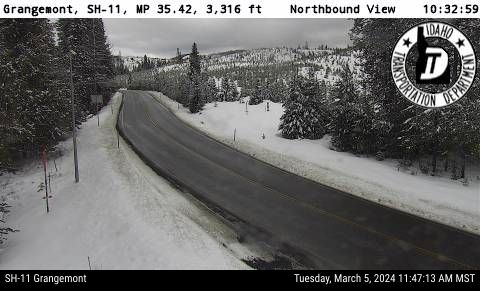 Grangemont, SH-11, MP 35.42, 3,316 ft Northbound View 10:32:59
IDAHO
TRANSPORTATION DEPARTMENT
SH-11 Grangemont Tuesday, March 5, 2024 11:47:13 AM MST